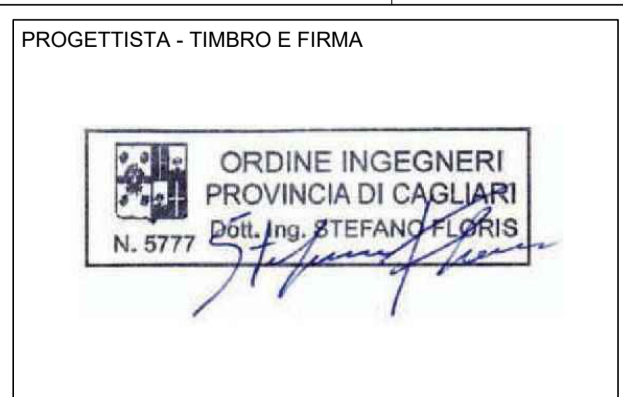 PROGETTISTA - TIMBRO E FIRMA
ORDINE INGEGNERI
PROVINCIA DI CAGLIARI
Dott. Ing. STEFANO FLORIS
N. 5777